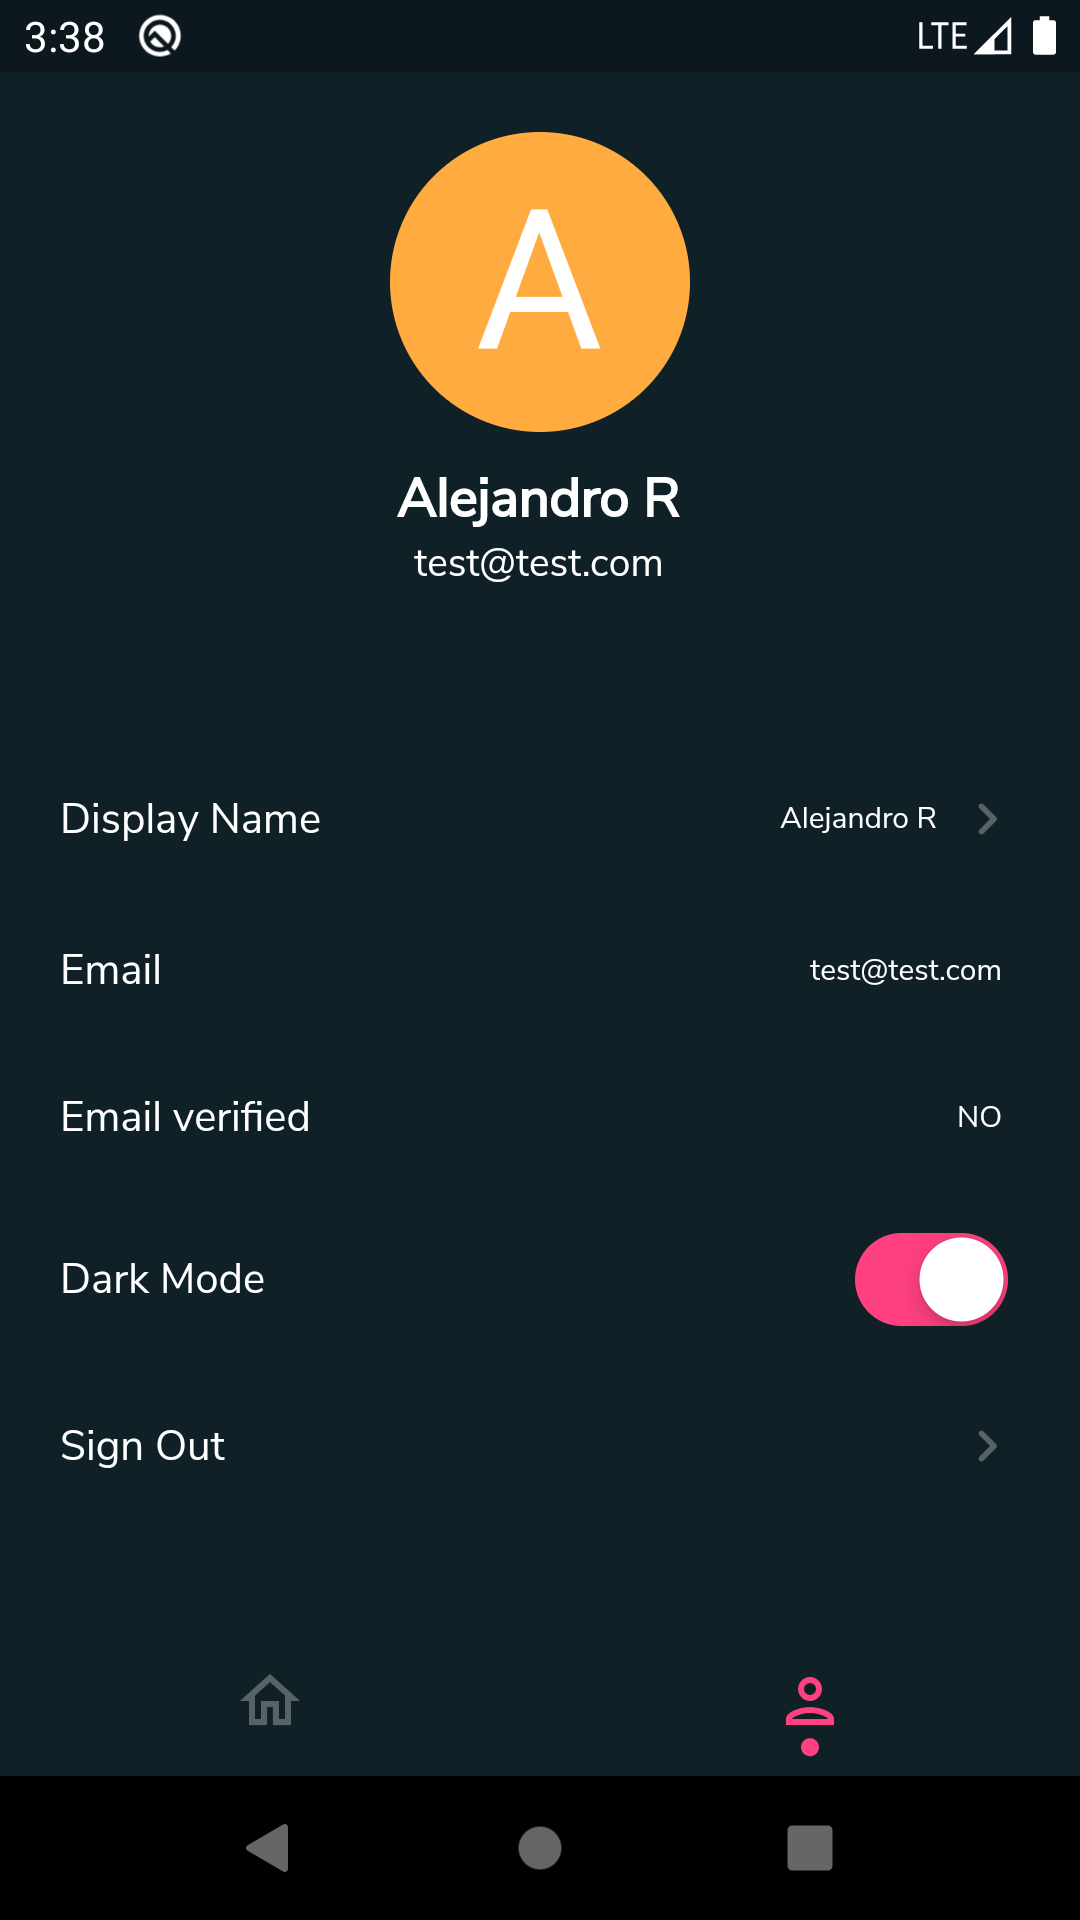 3:38 LTE
A
Alejandro R
test@test.com
Display Name Alejandro R
Email test@test.com
Email verified NO
Dark Mode
Sign Out